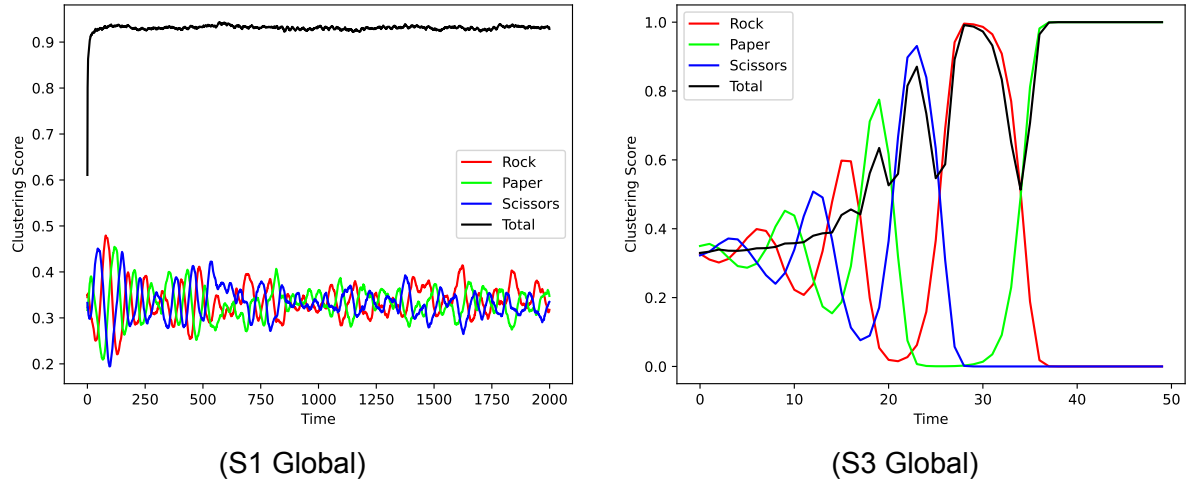 Clustering Score
0.9
0.8
0.7
0.6
0.5
0.4
0.3
0.2
Rock
Paper
Scissors
Total
0 250 500 750 1000 1250 1500 1750 2000
Time
(S1 Global)
Clustering Score
1.0
0.8
0.6
0.4
0.2
0.0
Rock
Paper
Scissors
Total
0 10 20 30 40 50
Time
(S3 Global)